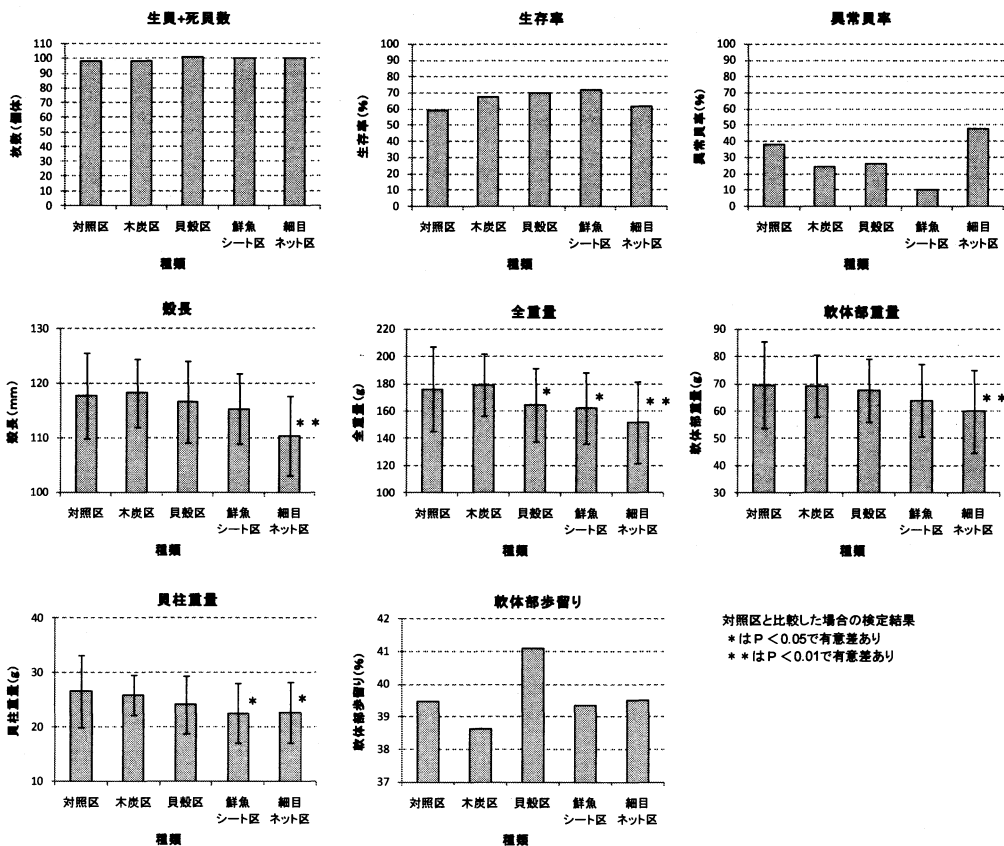 生貝+死貝数
枚数(個体)
110
100
90
80
70
60
50
40
30
20
10
0
対照区 木炭区 貝殻区 鮮魚 細目
シート区 ネット区
種類
生存率
生存率(%)
100
90
80
70
60
50
40
30
20
10
0
対照区 木炭区 貝殻区 鮮魚 細目
シート区 ネット区
種類
異常貝率
異常貝率(%)
100
90
80
70
60
50
40
30
20
10
0
対照区 木炭区 貝殻区 鮮魚 細目
シート区 ネット区
種類
殻長
殻長(mm)
130
120
110
100
**
対照区 木炭区 貝殻区 鮮魚 細目
シート区 ネット区
種類
全重量
全重量(g)
220
200
180
160
140
120
100
* * **
対照区 木炭区 貝殻区 鮮魚 細目
シート区 ネット区
種類
軟体部重量
軟体部重量(g)
90
80
70
60
50
40
30
**
対照区 木炭区 貝殻区 鮮魚 細目
シート区 ネット区
種類
貝柱重量
貝柱重量(g)
40
30
20
10
* *
対照区 木炭区 貝殻区 鮮魚 細目
シート区 ネット区
種類
軟体部歩留り
軟体部歩留り(%)
42
41
40
39
38
37
対照区 木炭区 貝殻区 鮮魚 細目
シート区 ネット区
種類
対照区と比較した場合の検定結果
*はP<0.05で有意差あり
**はP<0.01で有意差あり